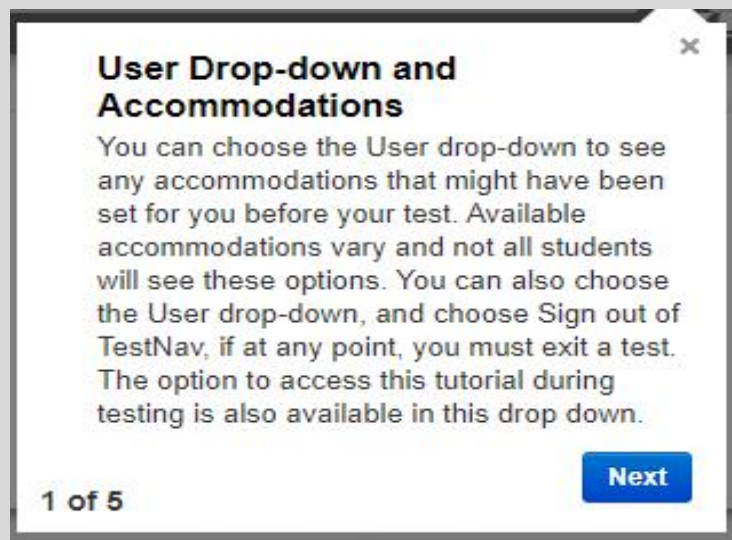 User Drop-down and
Accommodations
You can choose the User drop-down to see
any accommodations that might have been
set for you before your test. Available
accommodations vary and not all students
will see these options. You can also choose
the User drop-down, and choose Sign out of
TestNav, if at any point, you must exit a test.
The option to access this tutorial during
testing is also available in this drop down.
Next
1 of 5